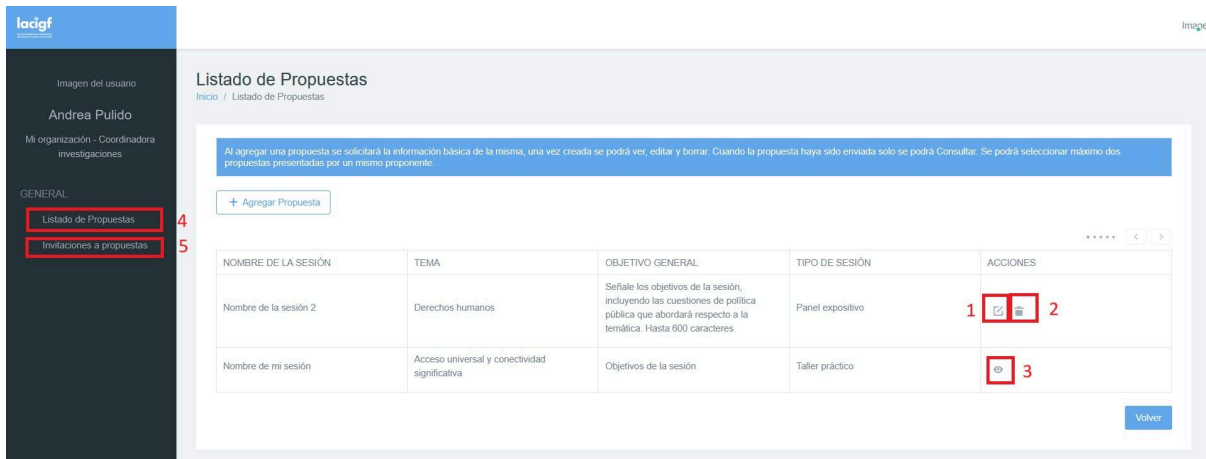 lacigf
Image
Imagen del usuario
Andrea Pulido
Mi organización - Coordinadora
investigaciones
GENERAL
Listado de Propuestas
4
Invitaciones a propuestas
5
Listado de Propuestas
Inicio / Listado de Propuestas
Al agregar una propuesta se solicitará la información básica de la misma, una vez creada se podrá ver, editar y borrar. Cuando la propuesta haya sido enviada solo se podrá Consultar. Se podrá seleccionar máximo dos
propuestas presentadas por un mismo proponente.
+ Agregar Propuesta
NOMBRE DE LA SESIÓN TEMA OBJETIVO GENERAL TIPO DE SESIÓN ACCIONES
Nombre de la sesión 2
Derechos humanos
Señale los objetivos de la sesión,
incluyendo las cuestiones de política
pública que abordará respecto a la
temática. Hasta 600 caracteres
Panel expositivo
1
2
Nombre de mi sesión
Acceso universal y conectividad
significativa
Objetivos de la sesión
Taller práctico
3
Volver